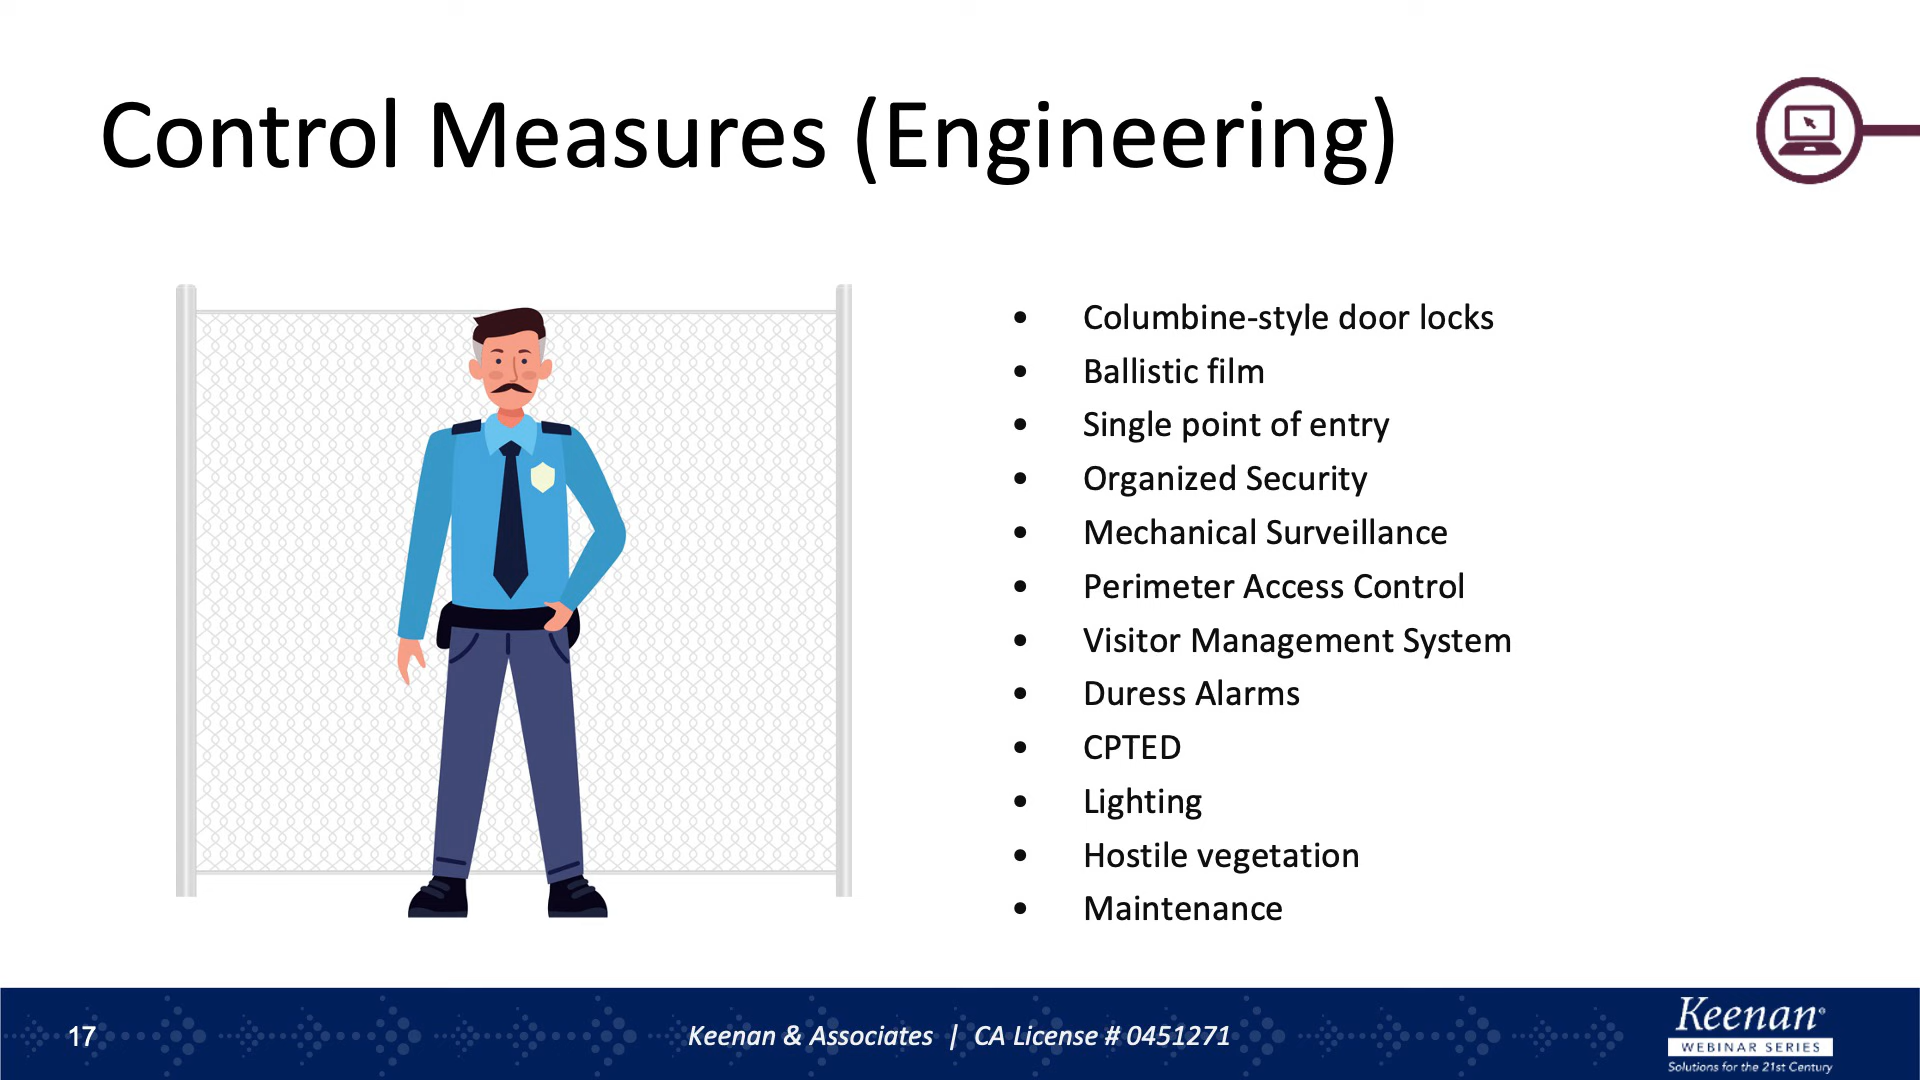 Control Measures (Engineering)
• Columbine-style door locks
• Ballistic film
• Single point of entry
• Organized Security
• Mechanical Surveillance
• Perimeter Access Control
• Visitor Management System
• Duress Alarms
• CPTED
• Lighting
• Hostile vegetation
• Maintenance
17
Keenan & Associates | CA License # 0451271
Keenan®
WEBINAR SERIES
Solutions for the 21st Century